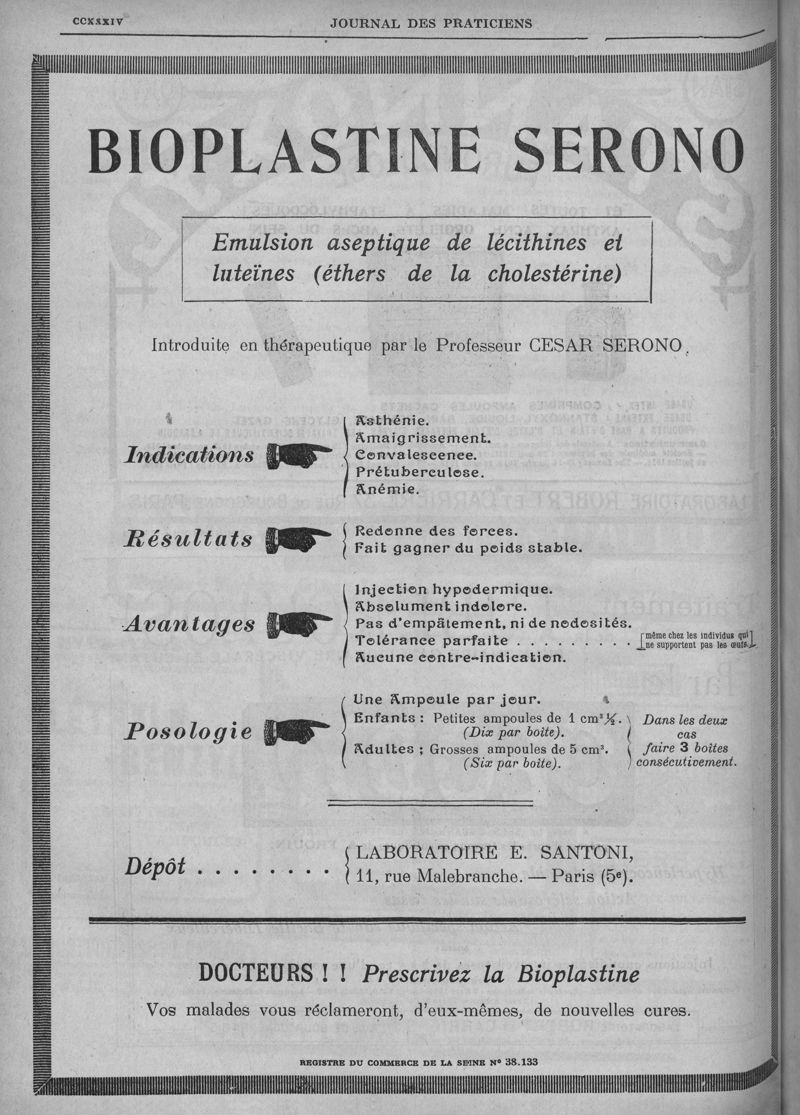 CCXXXIV
JOURNAL DES PRATICIENS
BIOPLASTINE SERONO
Emulsion aseptique de lécithines et
luteïnes (éthers de la cholestérine)
Introduite en thérapeutique par le Professeur CESAR SERONO.
Indications
Asthénie.
Amaigrissement.
Convalescence.
Prétuberculose.
Anémie.
Résultats
Redonne des forces.
Fait gagner du poids stable.
Avantages
Injection hypodermique.
Absolument indolore.
Pas d'empâtement, ni de nodosités.
Tolérance parfaite . . . . . . . . . [même chez les individus qui
ne supportent pas les œufs.]
Aucune contre-indication.
Posologie
Une Ampoule par jour.
Enfants : Petites ampoules de 1 cm³ ½.
(Dix par boite).
Adultes ; Grosses ampoules de 5 cm³.
(Six par boite).
Dans les deux
cas
faire 3 boîtes
consécutivement.
Dépôt . . . . . . . .
LABORATOIRE E. SANTONI,
11, rue Malebranche. — Paris (5e).
DOCTEURS ! ! Prescrivez la Bioplastine
Vos malades vous réclameront, d'eux-mêmes, de nouvelles cures.
REGISTRE DU COMMERCE DE LA SEINE N° 38.133